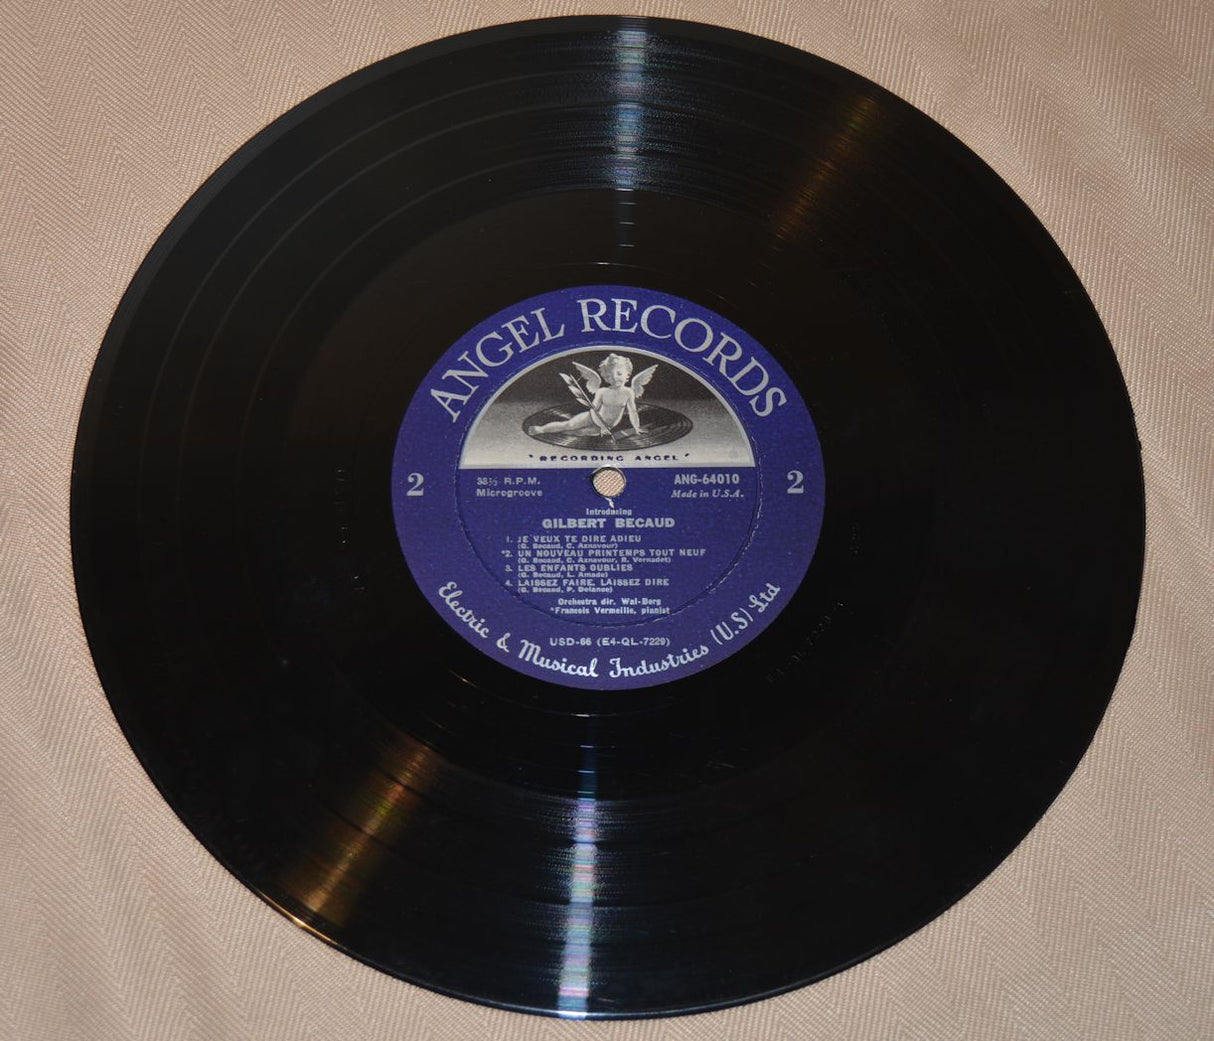 ANGEL RECORDS
"RECORDING ANGEL"
33⅓ R.P.M.
Microgroove
ANG-64010
Made in U.S.A.
2
2
Introducing
GILBERT BECAUD
1. JE VEUX TE DIRE ADIEU
(G. Becaud, C. Aznavour)
*2. UN NOUVEAU PRINTEMPS TOUT NEUF
(G. Becaud, C. Aznavour, R. Vernadet)
3. LES ENFANTS OUBLIES
(G. Becaud, L. Amade)
4. LAISSEZ FAIRE, LAISSEZ DIRE
(G. Becaud, P. Delanoe)
Orchestra dir. Wal-Berg
*Francois Vermeille, pianist
USD-66 (E4-QL-7229)
Electric & Musical Industries (U.S) Ltd